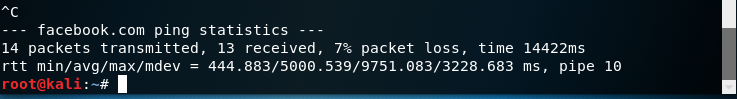 ^C
--- facebook.com ping statistics ---
14 packets transmitted, 13 received, 7% packet loss, time 14422ms
rtt min/avg/max/mdev = 444.883/5000.539/9751.083/3228.683 ms, pipe 10
root@kali:~#